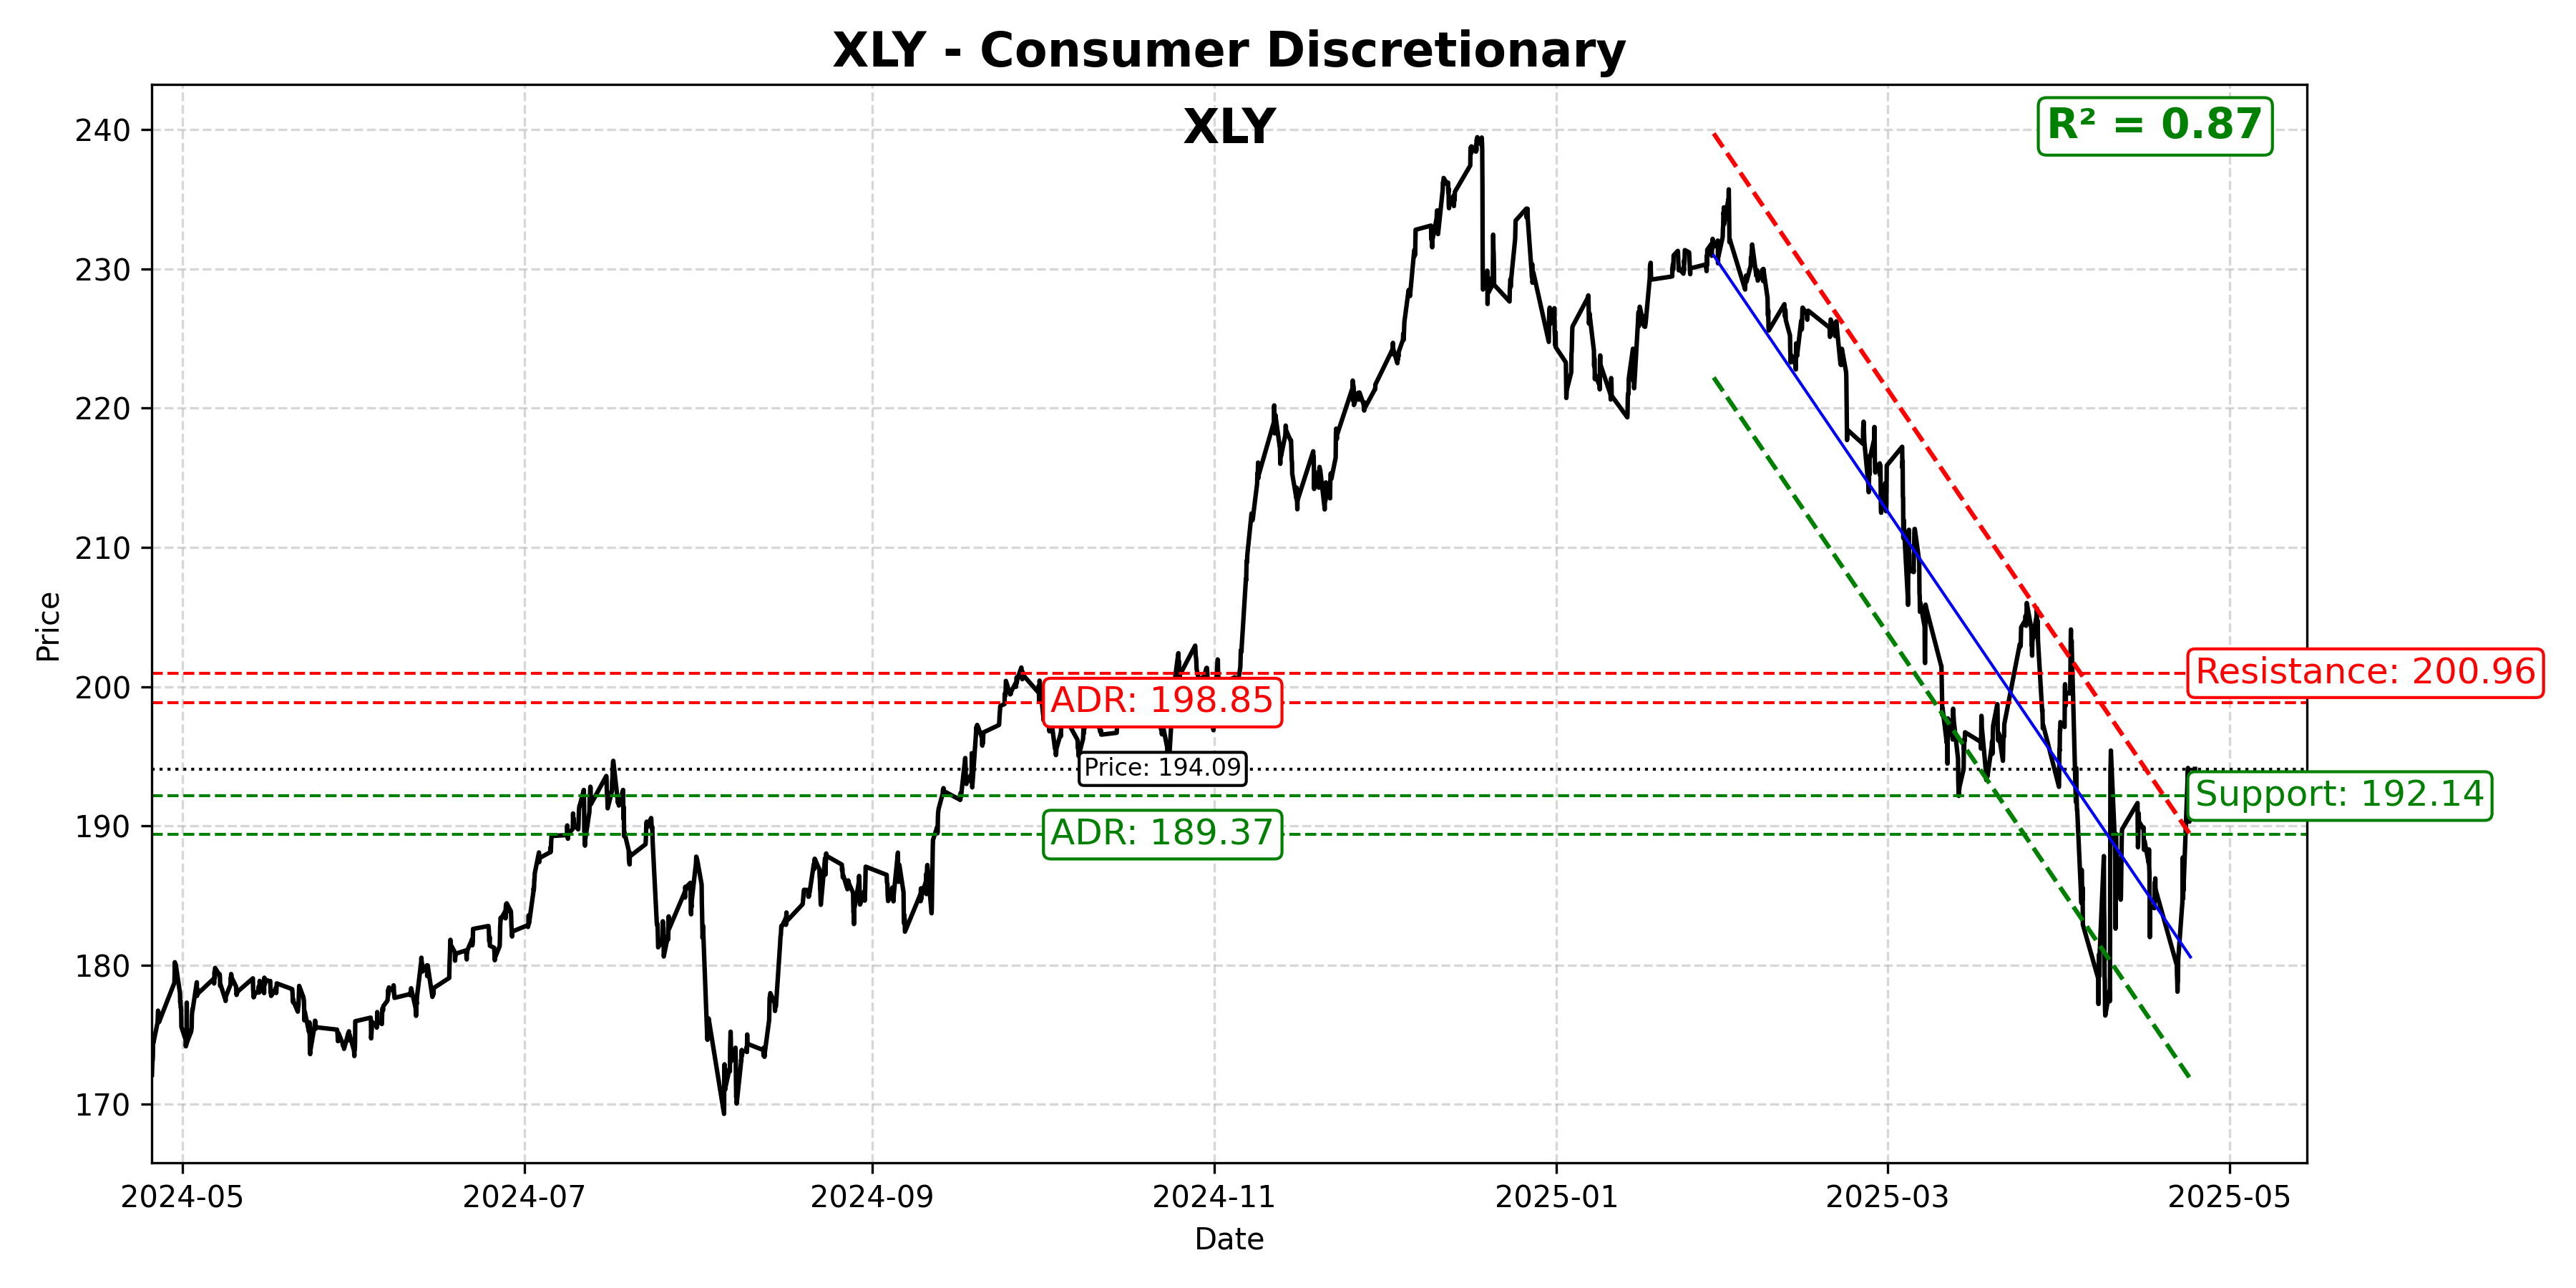 XLY - Consumer Discretionary
XLY
R² = 0.87
240
230
220
210
200
190
180
170
Price
Resistance: 200.96
ADR: 198.85
Price: 194.09
Support: 192.14
ADR: 189.37
2024-05
2024-07
2024-09
2024-11
2025-01
2025-03
2025-05
Date